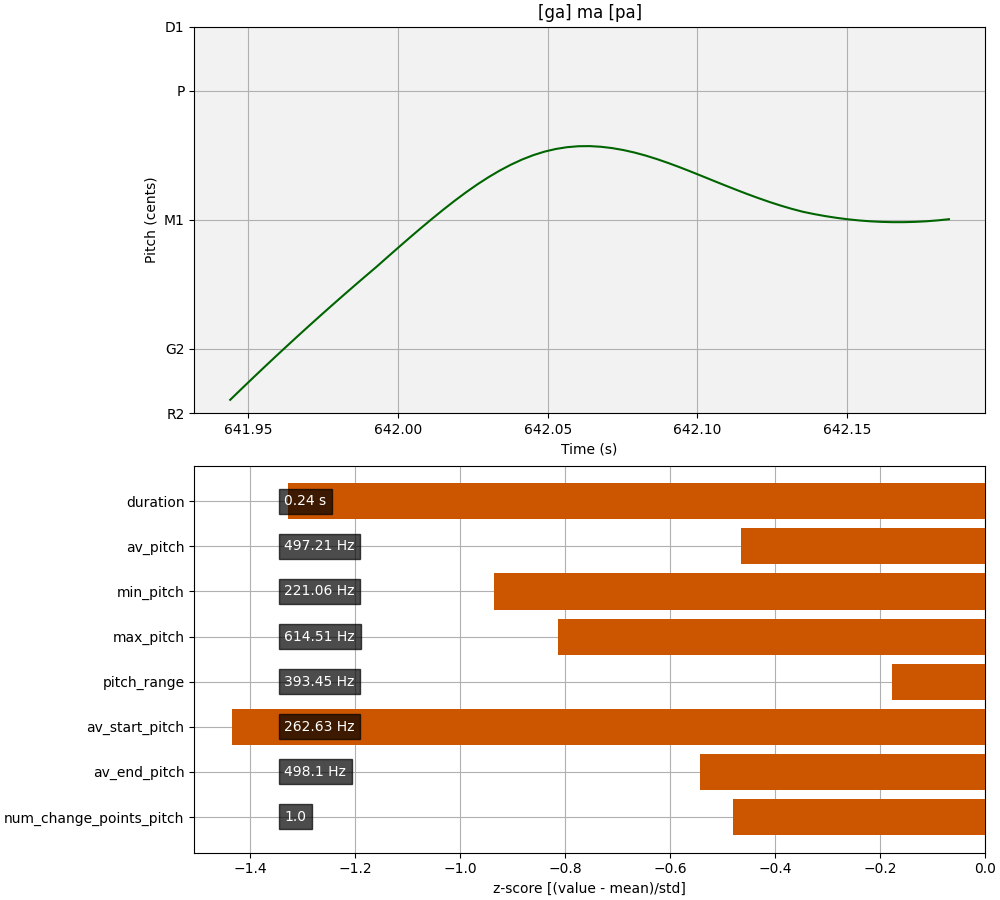 [ga] ma [pa]
D1
P
M1
G2
R2
Pitch (cents)
641.95 642.00 642.05 642.10 642.15
Time (s)
duration 0.24 s
av_pitch 497.21 Hz
min_pitch 221.06 Hz
max_pitch 614.51 Hz
pitch_range 393.45 Hz
av_start_pitch 262.63 Hz
av_end_pitch 498.1 Hz
num_change_points_pitch 1.0
−1.4 −1.2 −1.0 −0.8 −0.6 −0.4 −0.2 0.0
z-score [(value - mean)/std]